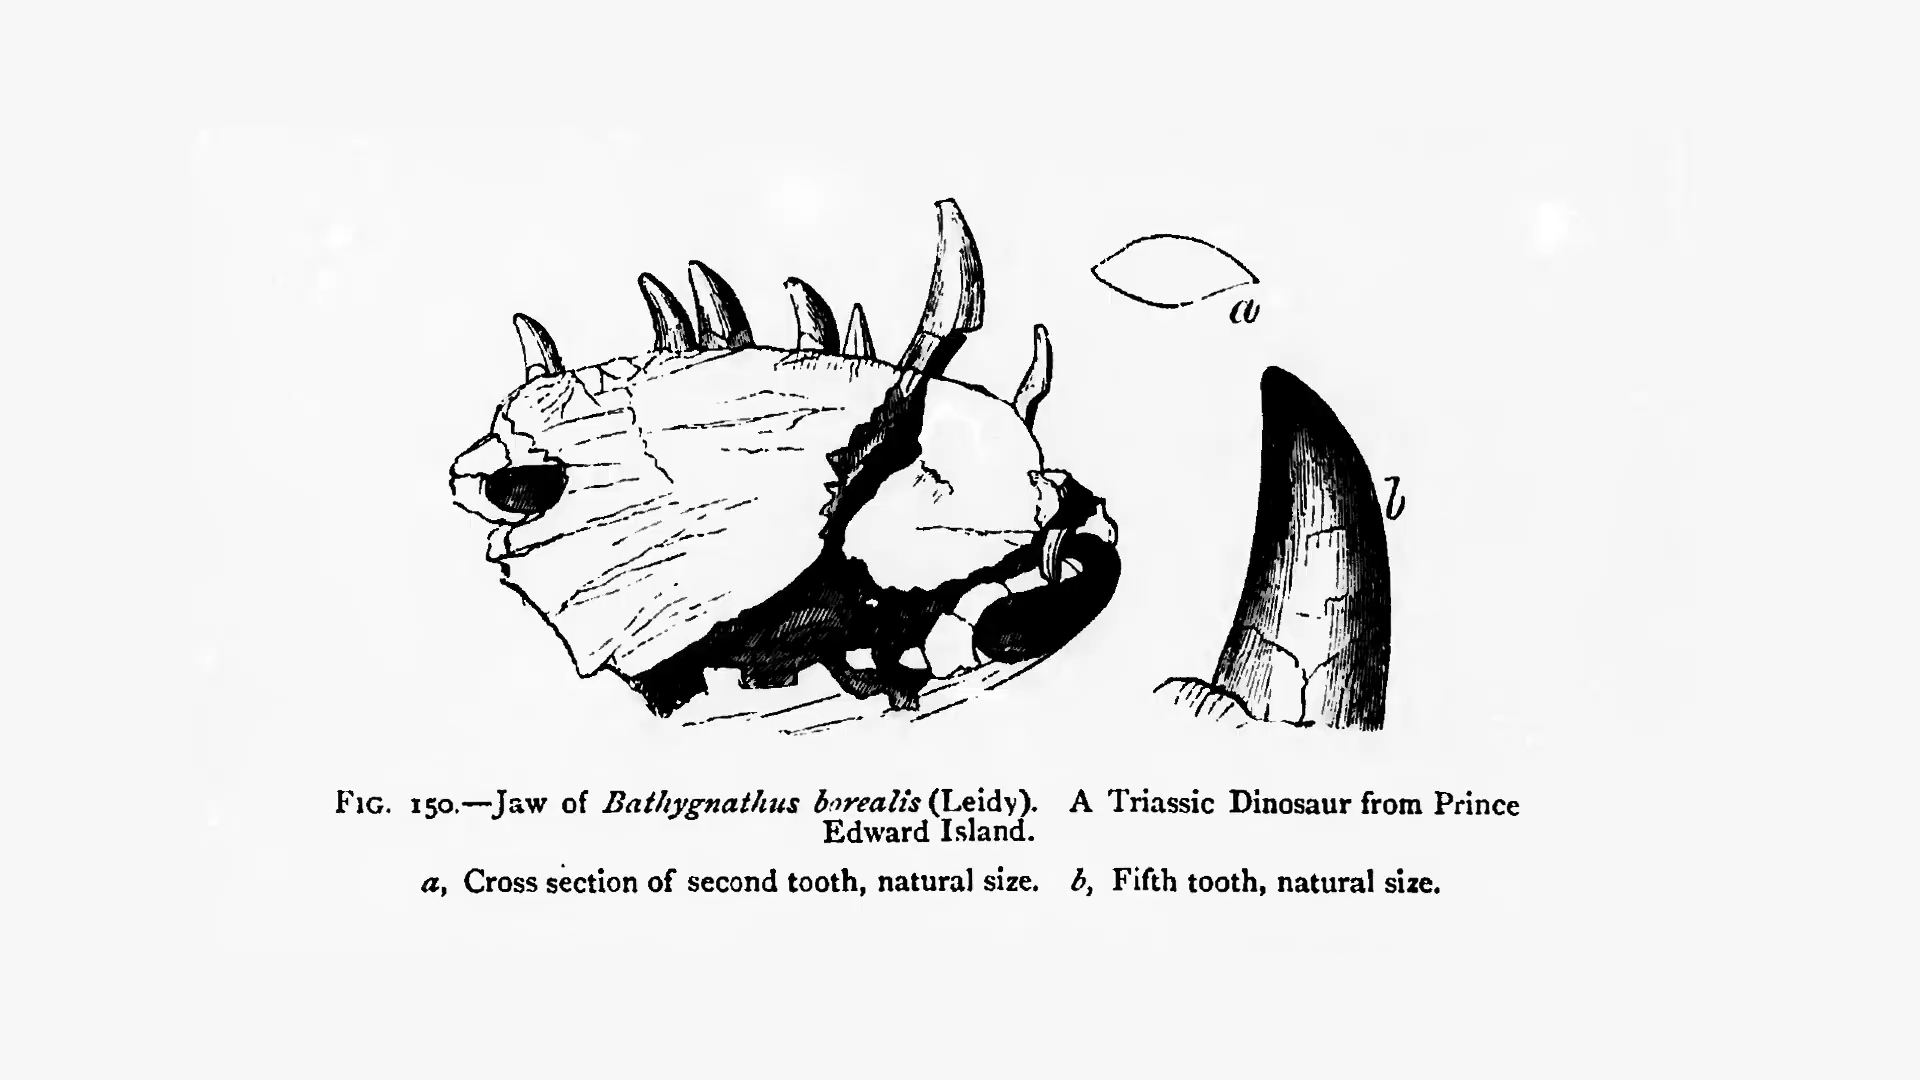 a
b
FIG. 150.—Jaw of Bathygnathus borealis (Leidy). A Triassic Dinosaur from Prince
Edward Island.
a, Cross section of second tooth, natural size. b, Fifth tooth, natural size.